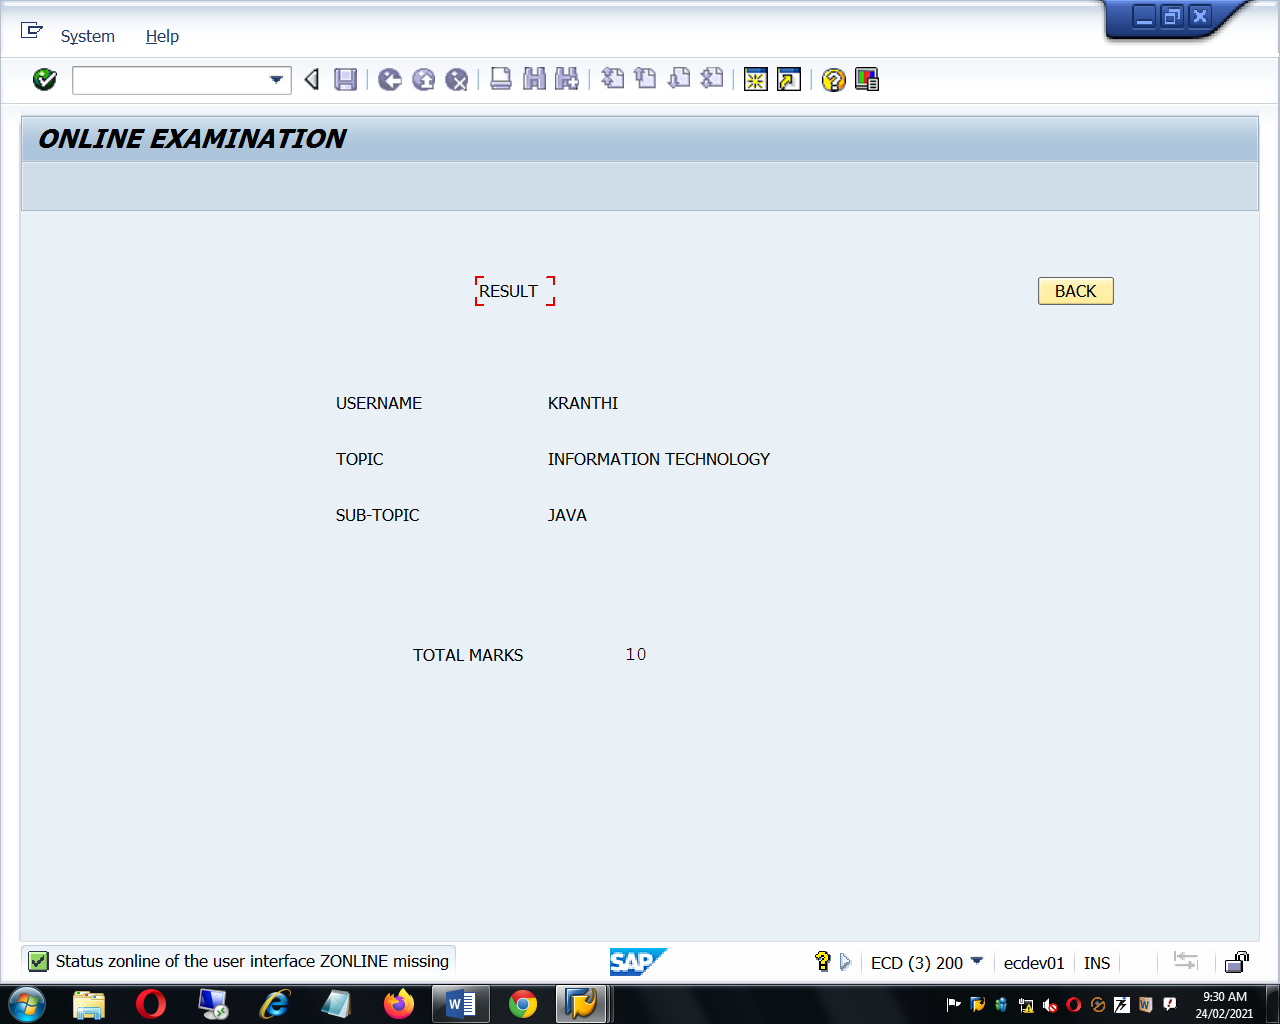 System Help
ONLINE EXAMINATION
RESULT
BACK
USERNAME KRANTHI
TOPIC INFORMATION TECHNOLOGY
SUB-TOPIC JAVA
TOTAL MARKS 10
Status zonline of the user interface ZONLINE missing
SAP
ECD (3) 200
ecdev01
INS
9:30 AM
24/02/2021